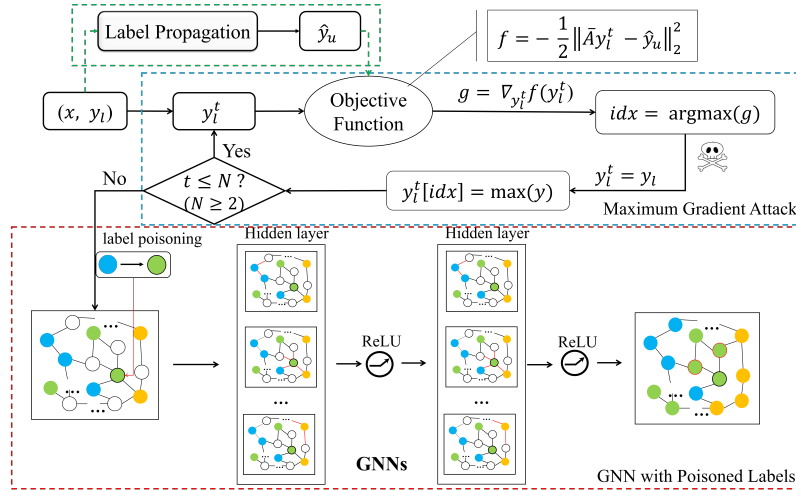 Label Propagation
ŷ_u
f = − 1/2 ‖Āy_l^t − ŷ_u‖_2^2
(x, y_l)
y_l^t
Objective
Function
g = ∇_{y_l^t} f(y_l^t)
idx = argmax(g)
Yes
No
t ≤ N ?
(N ≥ 2)
y_l^t[idx] = max(y)
y_l^t = y_l
Maximum Gradient Attack
label poisoning
Hidden layer
Hidden layer
...
...
...
...
...
...
...
...
...
ReLU
ReLU
...
...
...
...
...
...
...
...
...
GNNs
GNN with Poisoned Labels